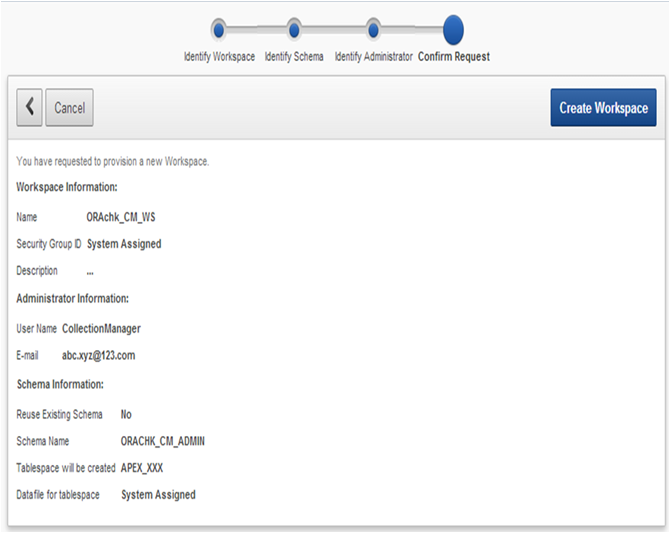 Identify Workspace Identify Schema Identify Administrator Confirm Request
Cancel Create Workspace
You have requested to provision a new Workspace.
Workspace Information:
Name ORAchk_CM_WS
Security Group ID System Assigned
Description ...
Administrator Information:
User Name CollectionManager
E-mail abc.xyz@123.com
Schema Information:
Reuse Existing Schema No
Schema Name ORACHK_CM_ADMIN
Tablespace will be created APEX_XXX
Datafile for tablespace System Assigned